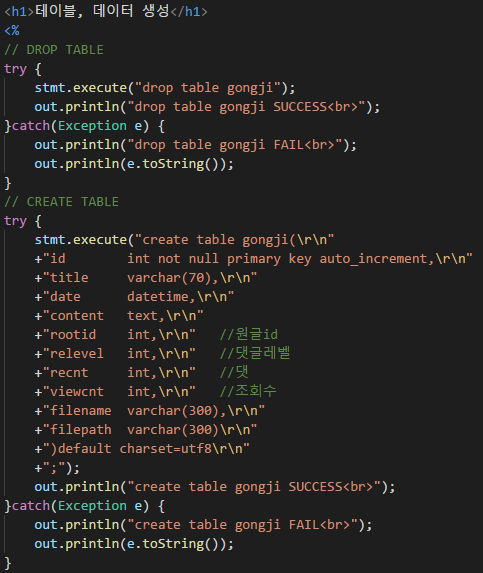 <h1>테이블, 데이터 생성</h1>
<%
// DROP TABLE
try {
    stmt.execute("drop table gongji");
    out.println("drop table gongji SUCCESS<br>");
}catch(Exception e) {
    out.println("drop table gongji FAIL<br>");
    out.println(e.toString());
}
// CREATE TABLE
try {
    stmt.execute("create table gongji(\r\n"
    +"id        int not null primary key auto_increment,\r\n"
    +"title     varchar(70),\r\n"
    +"date      datetime,\r\n"
    +"content   text,\r\n"
    +"rootid    int,\r\n"   //원글id
    +"relevel   int,\r\n"   //댓글레벨
    +"recnt     int,\r\n"   //댓
    +"viewcnt   int,\r\n"   //조회수
    +"filename  varchar(300),\r\n"
    +"filepath  varchar(300)\r\n"
    +")default charset=utf8\r\n"
    +";");
    out.println("create table gongji SUCCESS<br>");
}catch(Exception e) {
    out.println("create table gongji FAIL<br>");
    out.println(e.toString());
}